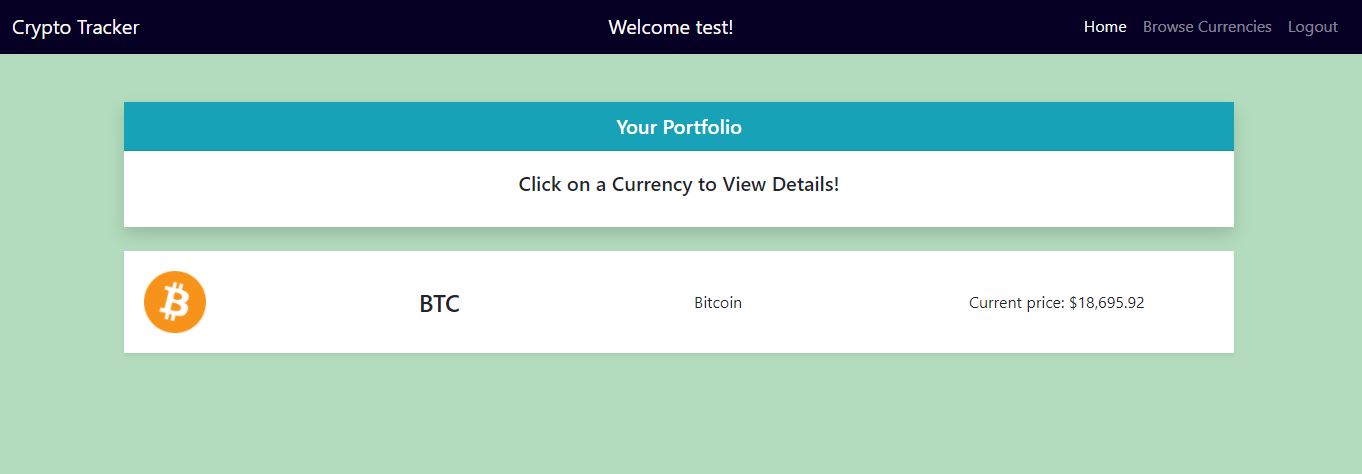 Crypto Tracker Welcome test! Home Browse Currencies Logout
Your Portfolio
Click on a Currency to View Details!
BTC Bitcoin Current price: $18,695.92